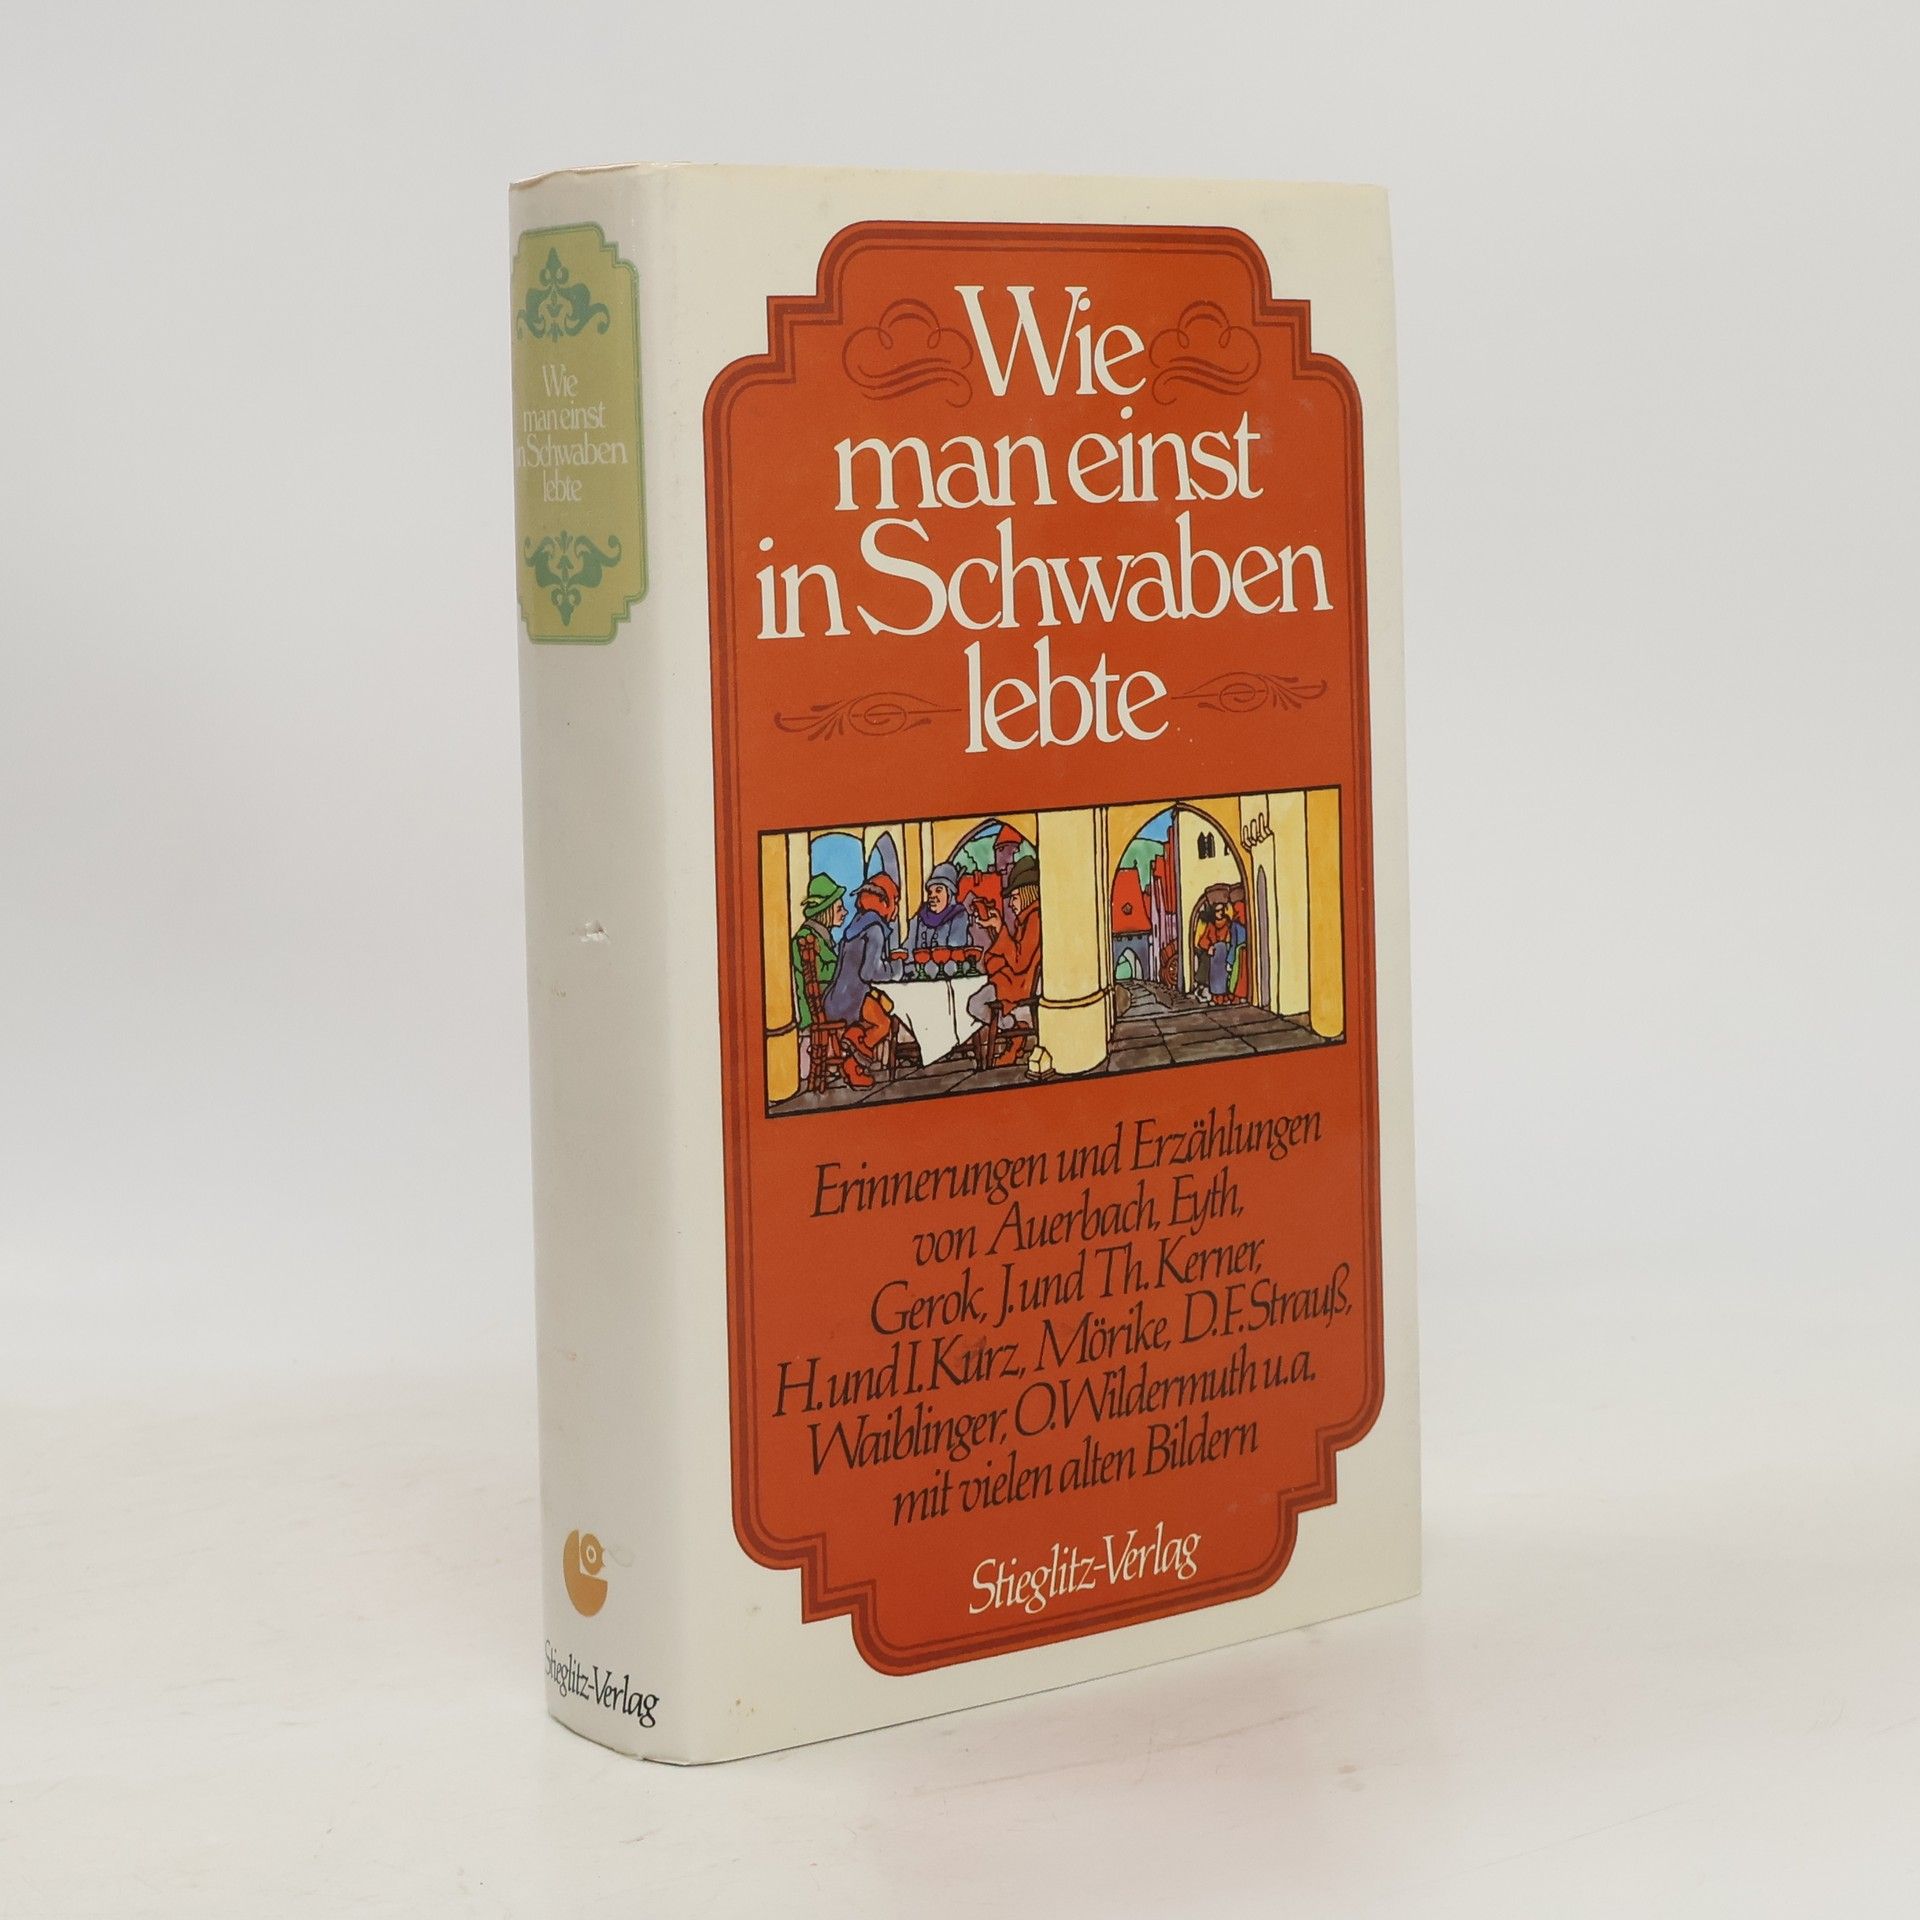 Wie
man einst
in Schwaben
lebte
Stieglitz-Verlag
Wie
man einst
in Schwaben
lebte
Erinnerungen und Erzählungen
von Auerbach, Eyth,
Gerok, J. und Th. Kerner,
H. und I. Kurz, Mörike, D. F. Strauß,
Waiblinger, O. Wildermuth u. a.
mit vielen alten Bildern
Stieglitz-Verlag